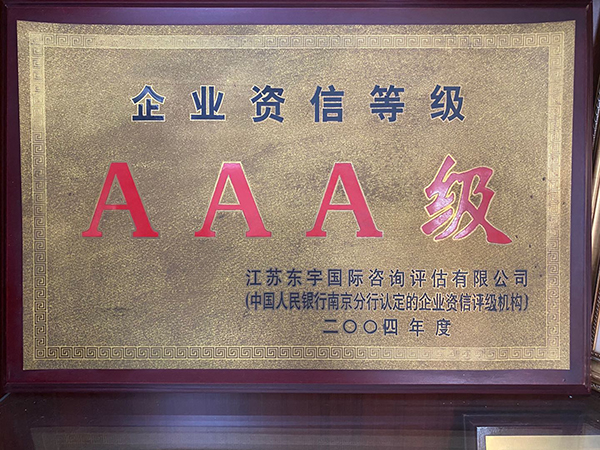 企业资信等级
AAA级
江苏东宇国际咨询评估有限公司
(中国人民银行南京分行认定的企业资信评级机构)
二〇〇四年度